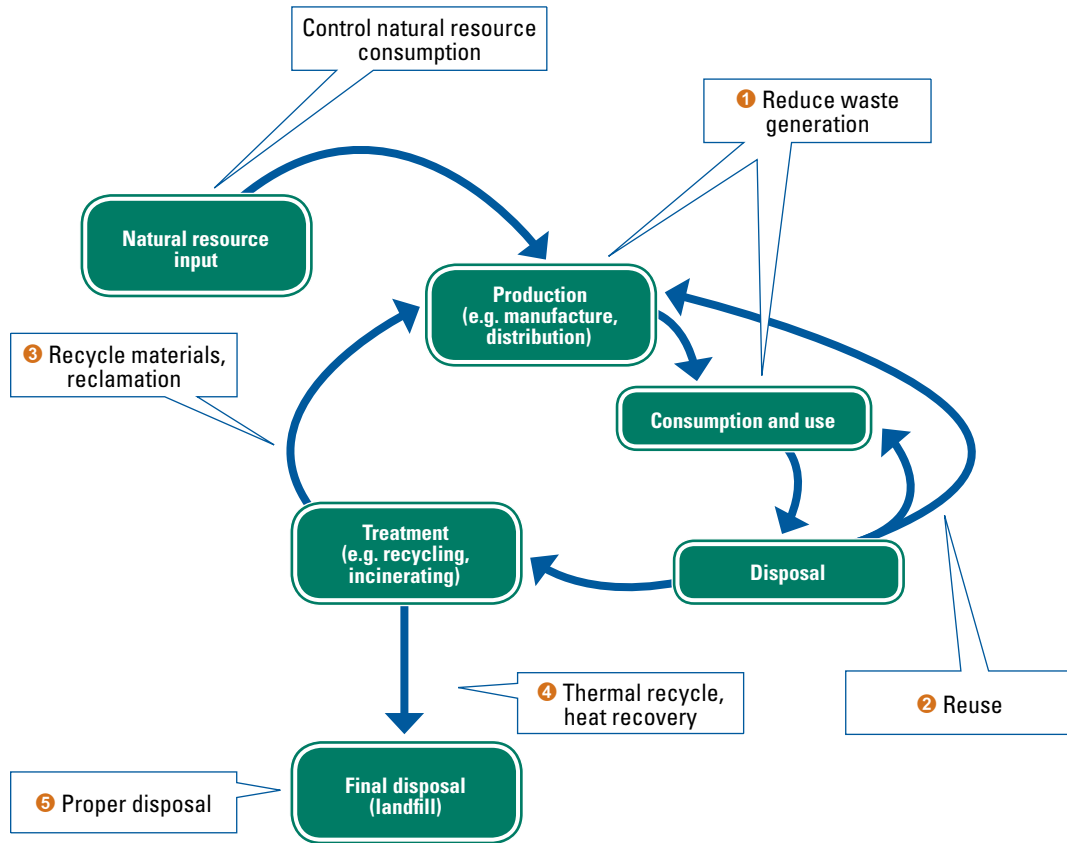 Control natural resource
consumption
❶ Reduce waste
generation
Natural resource
input
Production
(e.g. manufacture,
distribution)
❸ Recycle materials,
reclamation
Consumption and use
Treatment
(e.g. recycling,
incinerating)
Disposal
❹ Thermal recycle,
heat recovery
❷ Reuse
Final disposal
(landfill)
❺ Proper disposal